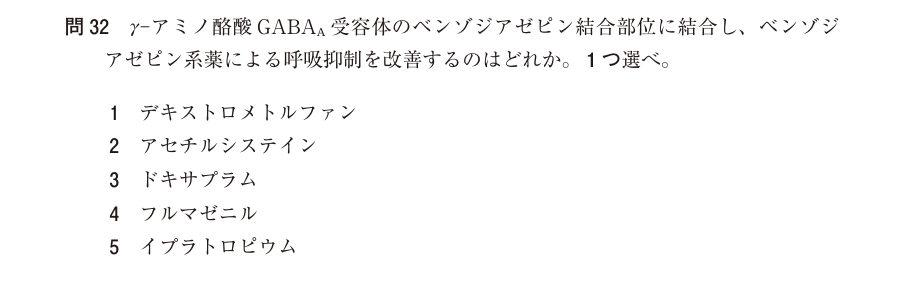 問 32 γ−アミノ酪酸 GABAA 受容体のベンゾジアゼピン結合部位に結合し、ベンゾジ
アゼピン系薬による呼吸抑制を改善するのはどれか。1つ選べ。
1 デキストロメトルファン
2 アセチルシステイン
3 ドキサプラム
4 フルマゼニル
5 イプラトロピウム